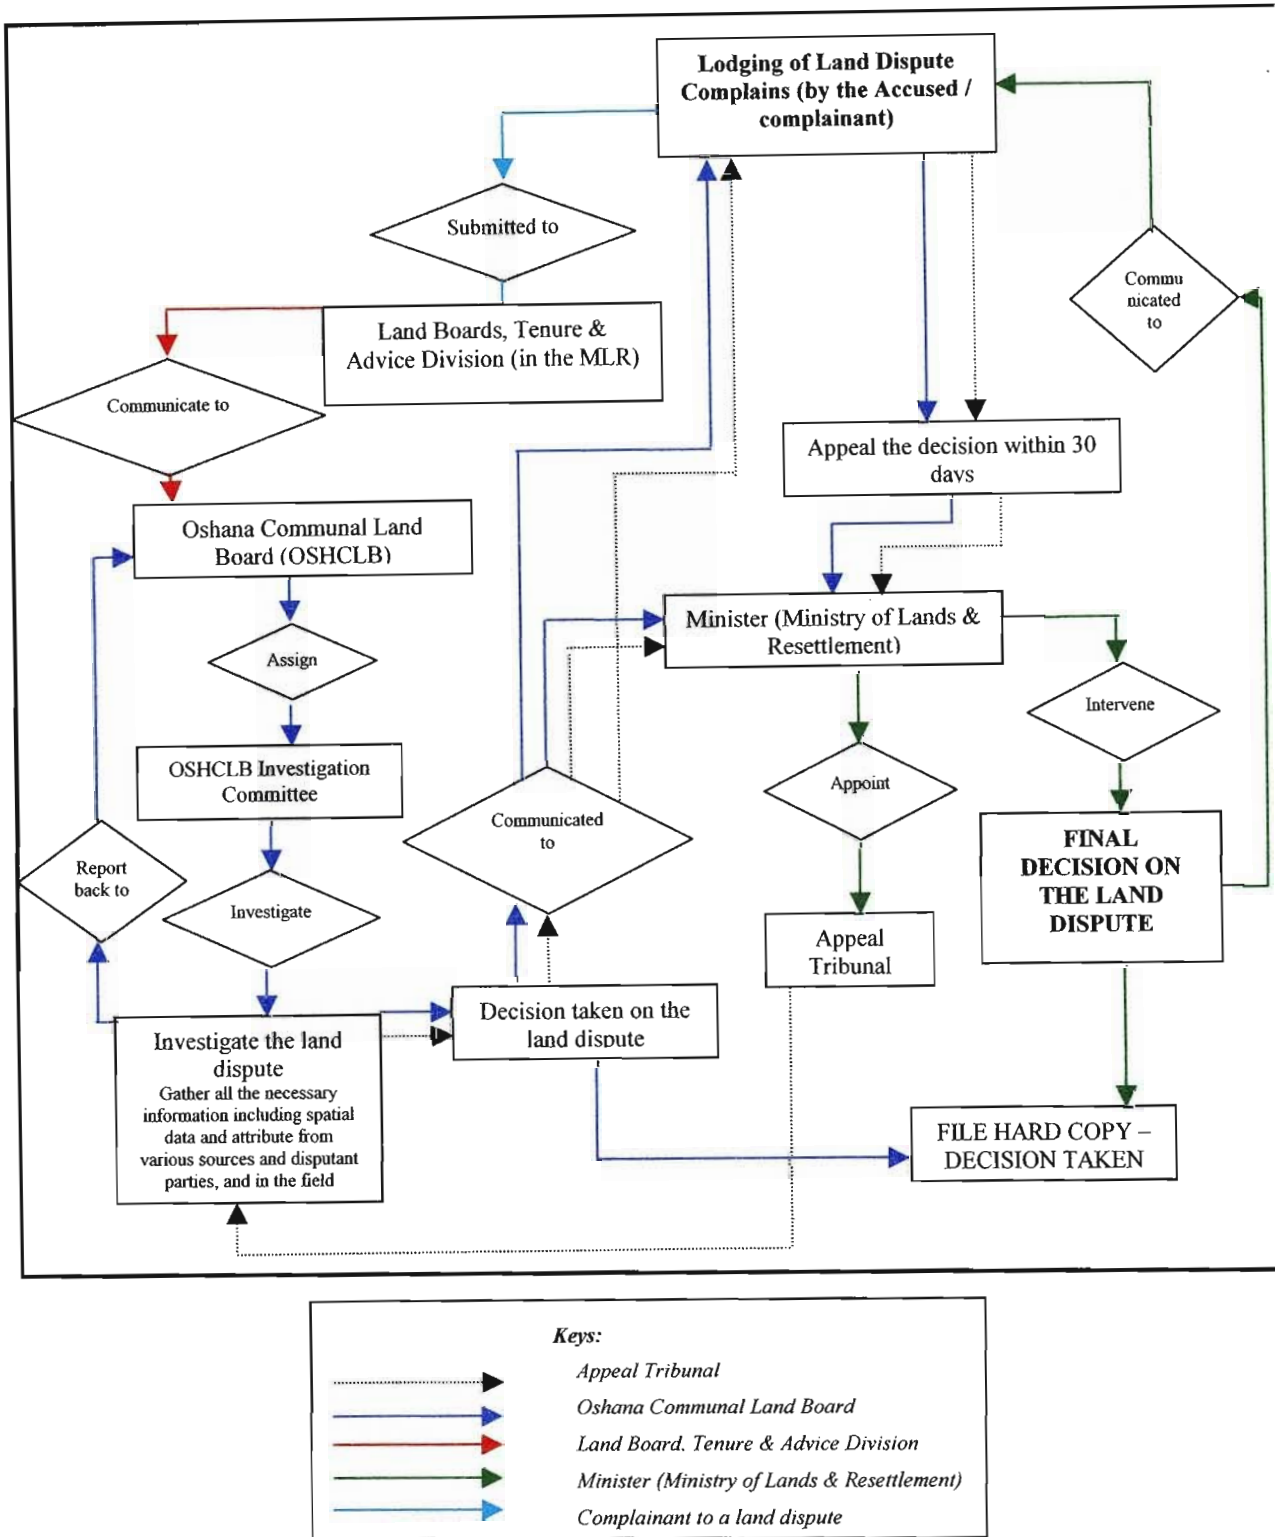 Lodging of Land Dispute
Complains (by the Accused /
complainant)
Submitted to
Commu
nicated
to
Land Boards, Tenure &
Advice Division (in the MLR)
Communicate to
Appeal the decision within 30
days
Oshana Communal Land
Board (OSHCLB)
Minister (Ministry of Lands &
Resettlement)
Assign
Intervene
OSHCLB Investigation
Committee
Appoint
Communicated
to
FINAL
DECISION ON
THE LAND
DISPUTE
Report
back to
Investigate
Appeal
Tribunal
Decision taken on the
land dispute
Investigate the land
dispute
Gather all the necessary
information including spatial
data and attribute from
various sources and disputant
parties, and in the field
FILE HARD COPY –
DECISION TAKEN
Keys:
Appeal Tribunal
Oshana Communal Land Board
Land Board, Tenure & Advice Division
Minister (Ministry of Lands & Resettlement)
Complainant to a land dispute